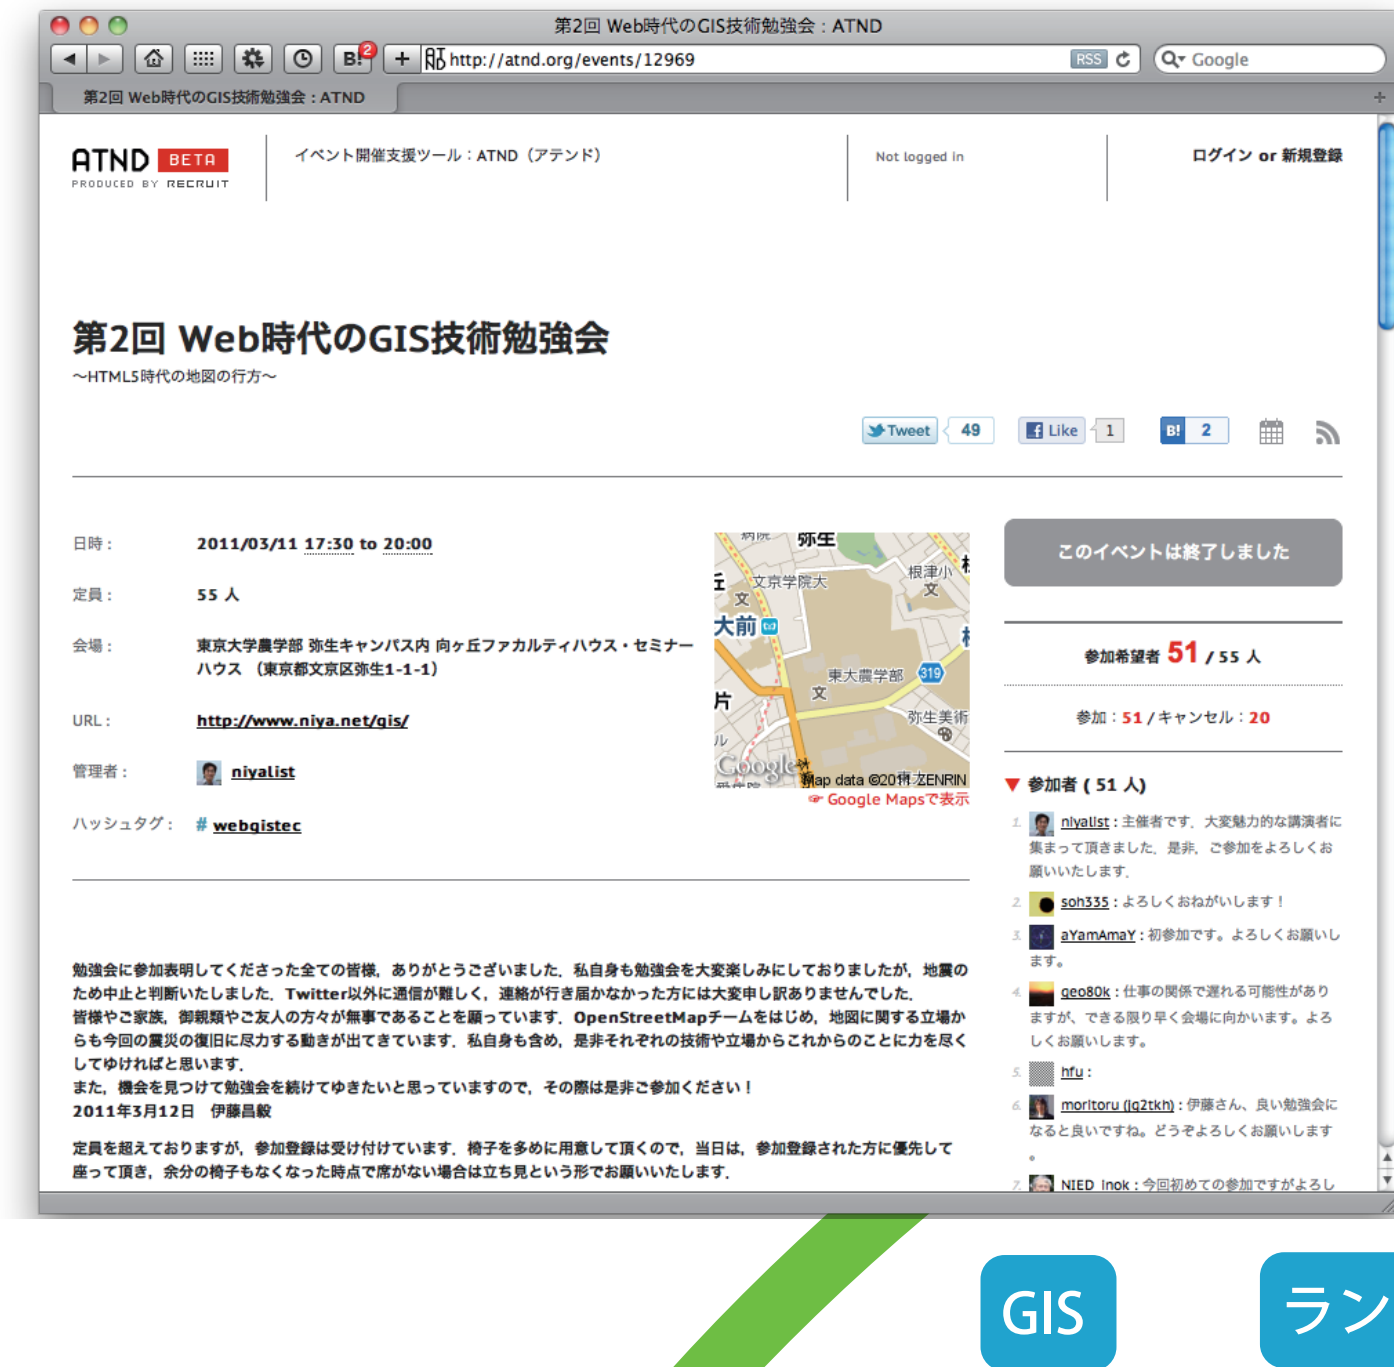 第2回 Web時代のGIS技術勉強会 : ATND
B! 2
http://atnd.org/events/12969
RSS
Google
第2回 Web時代のGIS技術勉強会 : ATND
ATND BETA
PRODUCED BY RECRUIT
イベント開催支援ツール：ATND（アテンド）
Not logged in
ログイン or 新規登録
第2回 Web時代のGIS技術勉強会
〜HTML5時代の地図の行方〜
Tweet 49
Like 1
B! 2
日時 : 2011/03/11 17:30 to 20:00
定員 : 55 人
会場 : 東京大学農学部 弥生キャンパス内 向ヶ丘ファカルティハウス・セミナー
ハウス （東京都文京区弥生1-1-1）
URL : http://www.niya.net/gis/
管理者 : niyalist
ハッシュタグ : # webgistec
病院
弥生
根津小
文
文京学院大
文
大前
東大農学部
319
文
片
弥生美術
ル
Google
Map data ©2011 ZENRIN
☞ Google Mapsで表示
このイベントは終了しました
参加希望者 51 / 55 人
参加：51 / キャンセル：20
▼ 参加者 ( 51 人)
1. niyalist : 主催者です．大変魅力的な講演者に
集まって頂きました．是非，ご参加をよろしくお
願いいたします．
2. soh335 : よろしくおねがいします！
3. aYamAmaY : 初参加です。よろしくお願いし
ます。
4. geo80k : 仕事の関係で遅れる可能性があり
ますが、できる限り早く会場に向かいます。よろ
しくお願いします。
5. hfu :
6. moritoru (jq2tkh) : 伊藤さん、良い勉強会に
なると良いですね。どうぞよろしくお願いします
。
7. NIED_Inok : 今回初めての参加ですがよろし
勉強会に参加表明してくださった全ての皆様，ありがとうございました．私自身も勉強会を大変楽しみにしておりましたが，地震の
ため中止と判断いたしました．Twitter以外に通信が難しく，連絡が行き届かなかった方には大変申し訳ありませんでした．
皆様やご家族，御親類やご友人の方々が無事であることを願っています．OpenStreetMapチームをはじめ，地図に関する立場か
らも今回の震災の復旧に尽力する動きが出てきています．私自身も含め，是非それぞれの技術や立場からこれからのことに力を尽く
してゆければと思います．
また，機会を見つけて勉強会を続けてゆきたいと思っていますので，その際は是非ご参加ください！
2011年3月12日　伊藤昌毅
定員を超えておりますが，参加登録は受け付けています．椅子を多めに用意して頂くので，当日は，参加登録された方に優先して
座って頂き，余分の椅子もなくなった時点で席がない場合は立ち見という形でお願いいたします．
GIS
ラン